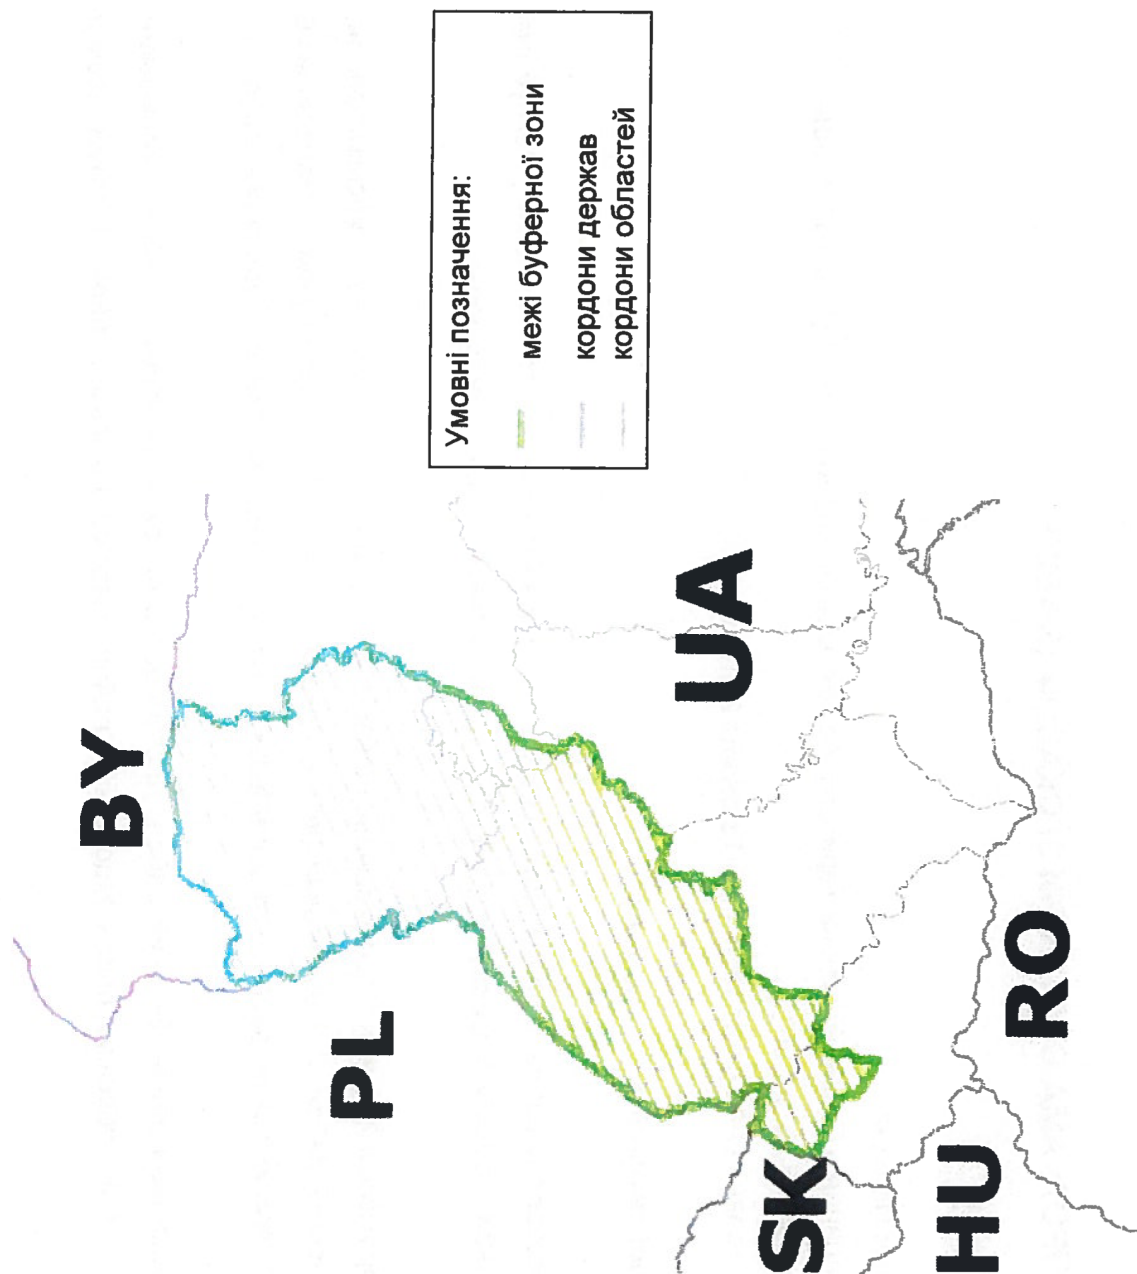 Умовні позначення:
межі буферної зони
кордони держав
кордони областей
BY
PL
UA
SK
HU
RO